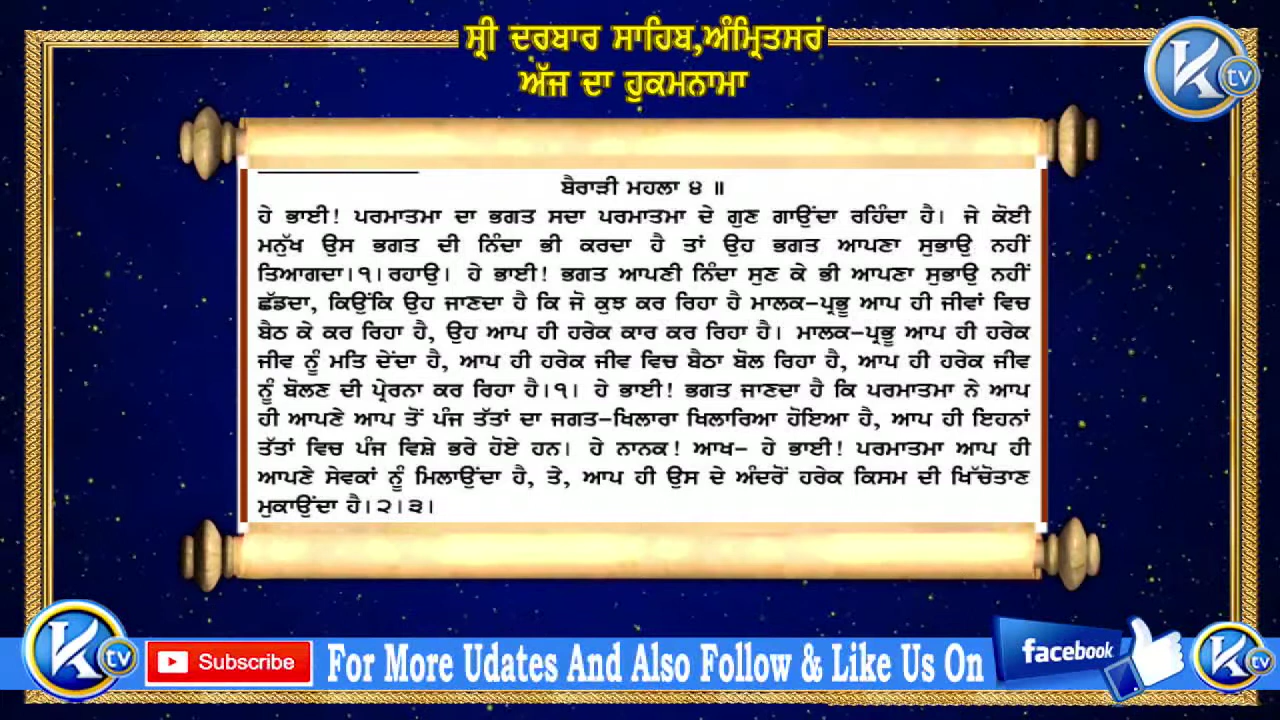 ਸ੍ਰੀ ਦਰਬਾਰ ਸਾਹਿਬ,ਅੰਮ੍ਰਿਤਸਰ
ਅੱਜ ਦਾ ਹੁਕਮਨਾਮਾ
K tv
ਬੈਰਾੜੀ ਮਹਲਾ ੪ ॥
ਹੇ ਭਾਈ! ਪਰਮਾਤਮਾ ਦਾ ਭਗਤ ਸਦਾ ਪਰਮਾਤਮਾ ਦੇ ਗੁਣ ਗਾਉਂਦਾ ਰਹਿੰਦਾ ਹੈ। ਜੇ ਕੋਈ
ਮਨੁੱਖ ਉਸ ਭਗਤ ਦੀ ਨਿੰਦਾ ਭੀ ਕਰਦਾ ਹੈ ਤਾਂ ਉਹ ਭਗਤ ਆਪਣਾ ਸੁਭਾਉ ਨਹੀਂ
ਤਿਆਗਦਾ।੧।ਰਹਾਉ। ਹੇ ਭਾਈ! ਭਗਤ ਆਪਣੀ ਨਿੰਦਾ ਸੁਣ ਕੇ ਭੀ ਆਪਣਾ ਸੁਭਾਉ ਨਹੀਂ
ਛੱਡਦਾ, ਕਿਉਂਕਿ ਉਹ ਜਾਣਦਾ ਹੈ ਕਿ ਜੋ ਕੁਝ ਕਰ ਰਿਹਾ ਹੈ ਮਾਲਕ-ਪ੍ਰਭੂ ਆਪ ਹੀ ਜੀਵਾਂ ਵਿਚ
ਬੈਠ ਕੇ ਕਰ ਰਿਹਾ ਹੈ, ਉਹ ਆਪ ਹੀ ਹਰੇਕ ਕਾਰ ਕਰ ਰਿਹਾ ਹੈ। ਮਾਲਕ-ਪ੍ਰਭੂ ਆਪ ਹੀ ਹਰੇਕ
ਜੀਵ ਨੂੰ ਮਤਿ ਦੇਂਦਾ ਹੈ, ਆਪ ਹੀ ਹਰੇਕ ਜੀਵ ਵਿਚ ਬੈਠਾ ਬੋਲ ਰਿਹਾ ਹੈ, ਆਪ ਹੀ ਹਰੇਕ ਜੀਵ
ਨੂੰ ਬੋਲਣ ਦੀ ਪ੍ਰੇਰਨਾ ਕਰ ਰਿਹਾ ਹੈ।੧। ਹੇ ਭਾਈ! ਭਗਤ ਜਾਣਦਾ ਹੈ ਕਿ ਪਰਮਾਤਮਾ ਨੇ ਆਪ
ਹੀ ਆਪਣੇ ਆਪ ਤੋਂ ਪੰਜ ਤੱਤਾਂ ਦਾ ਜਗਤ-ਖਿਲਾਰਾ ਖਿਲਾਰਿਆ ਹੋਇਆ ਹੈ, ਆਪ ਹੀ ਇਹਨਾਂ
ਤੱਤਾਂ ਵਿਚ ਪੰਜ ਵਿਸ਼ੇ ਭਰੇ ਹੋਏ ਹਨ। ਹੇ ਨਾਨਕ! ਆਖ- ਹੇ ਭਾਈ! ਪਰਮਾਤਮਾ ਆਪ ਹੀ
ਆਪਣੇ ਸੇਵਕਾਂ ਨੂੰ ਮਿਲਾਉਂਦਾ ਹੈ, ਤੇ, ਆਪ ਹੀ ਉਸ ਦੇ ਅੰਦਰੋਂ ਹਰੇਕ ਕਿਸਮ ਦੀ ਖਿੱਚੋਤਾਣ
ਮੁਕਾਉਂਦਾ ਹੈ।੨।੩।
K tv
Subscribe
For More Udates And Also Follow & Like Us On
facebook
K tv